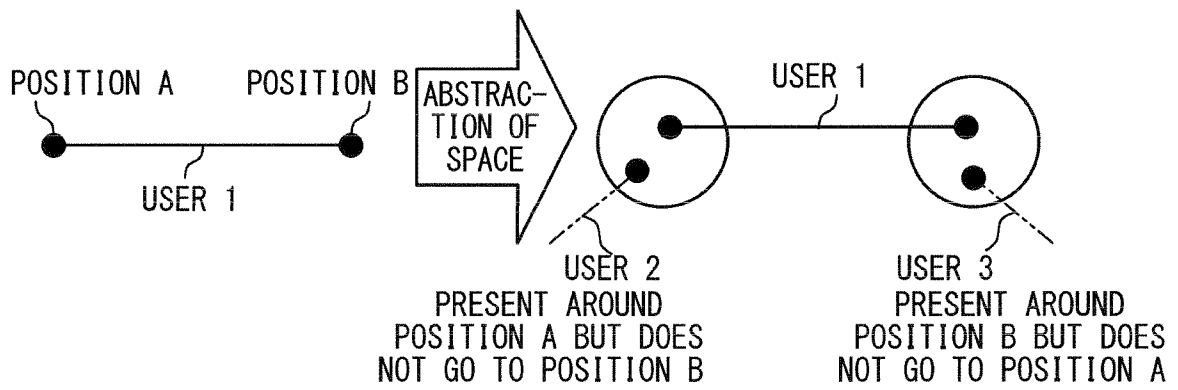 POSITION A
POSITION B
USER 1
ABSTRAC-
TION OF
SPACE
USER 1
USER 2
PRESENT AROUND
POSITION A BUT DOES
NOT GO TO POSITION B
USER 3
PRESENT AROUND
POSITION B BUT DOES
NOT GO TO POSITION A